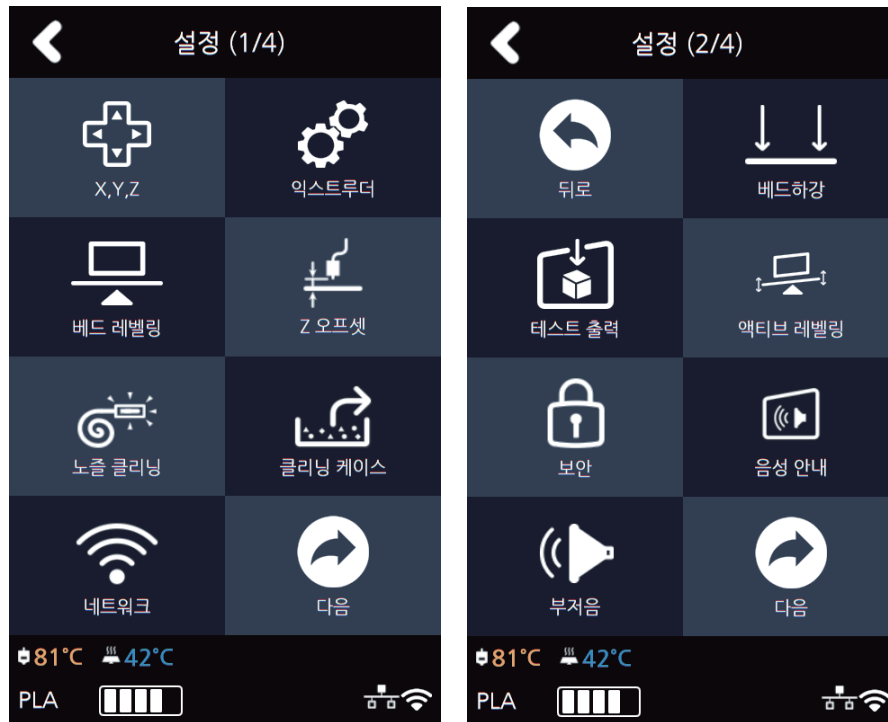 설정 (1/4)
X,Y,Z
익스트루더
베드 레벨링
Z 오프셋
노즐 클리닝
클리닝 케이스
네트워크
다음
81°C 42°C
PLA
설정 (2/4)
뒤로
베드하강
테스트 출력
액티브 레벨링
보안
음성 안내
부저음
다음
81°C 42°C
PLA